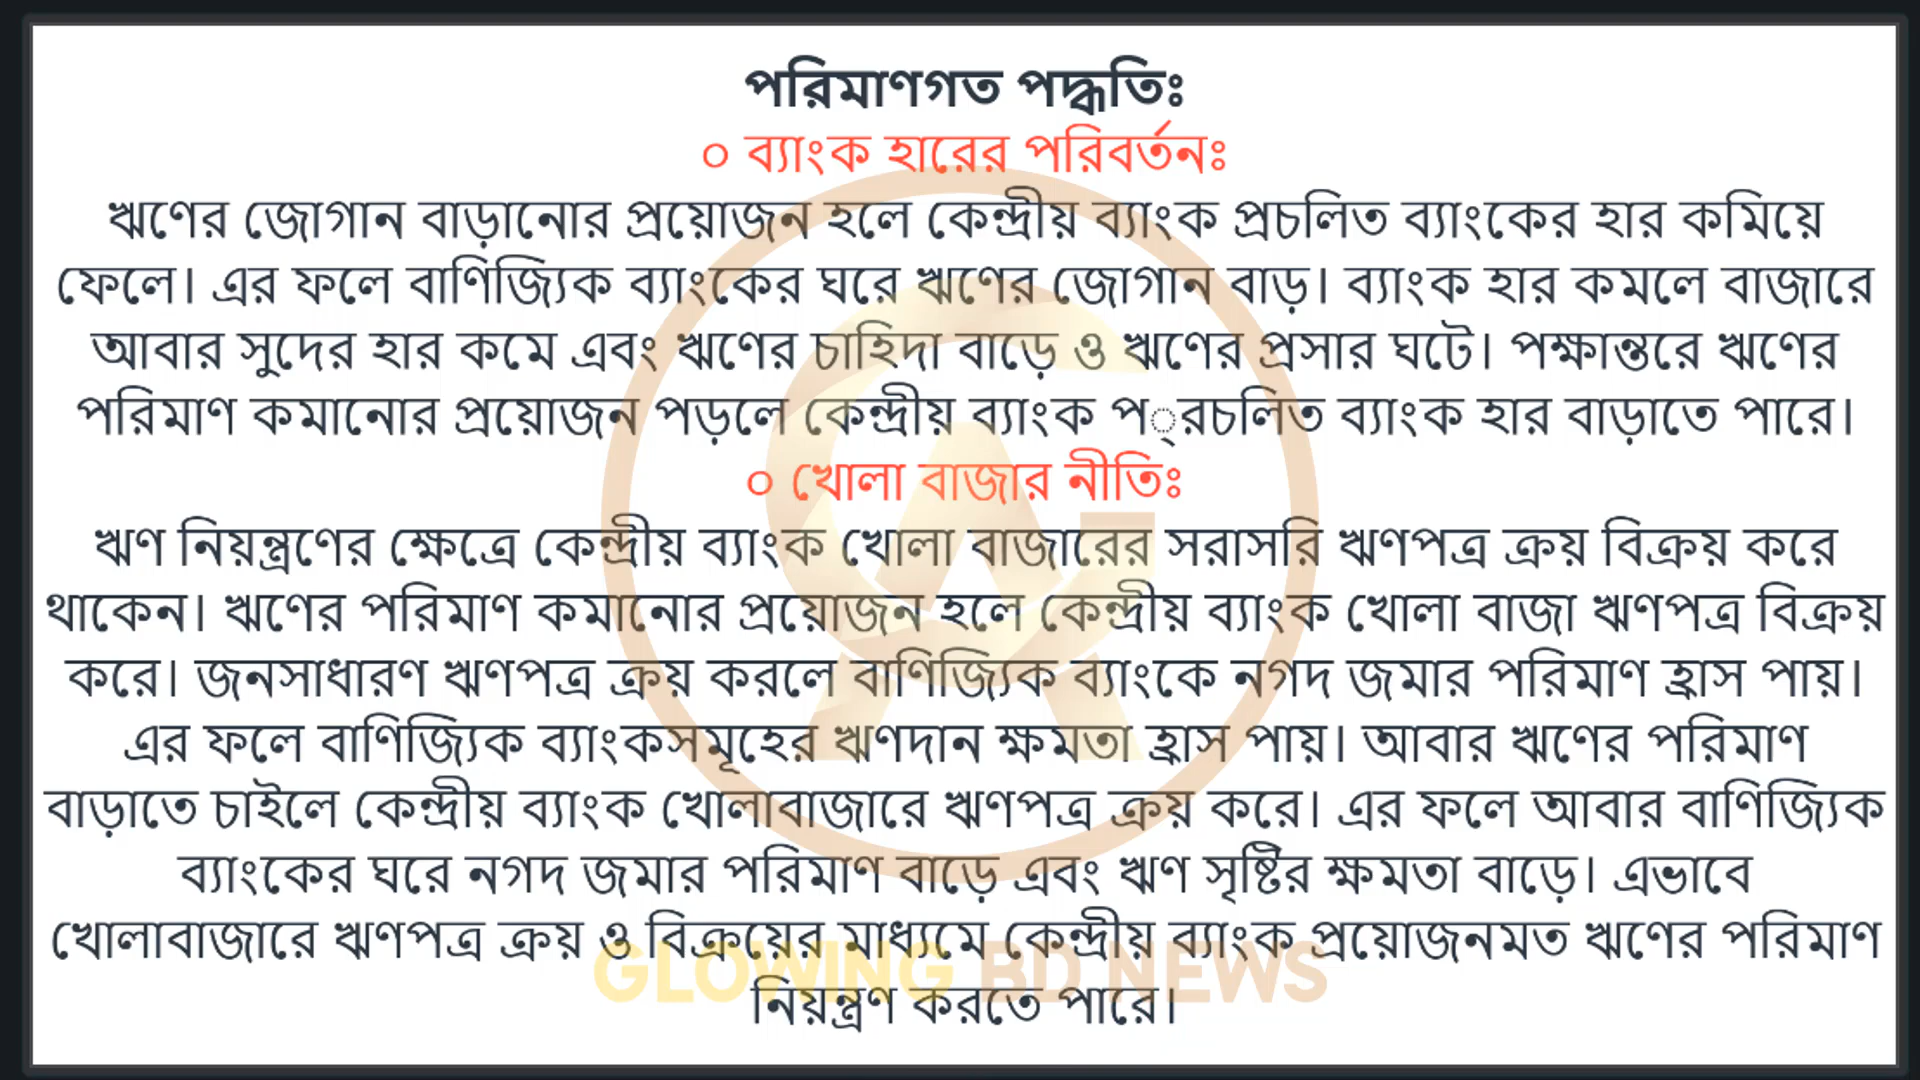 পরিমাণগত পদ্ধতিঃ
○ ব্যাংক হারের পরিবর্তনঃ
ঋণের জোগান বাড়ানোর প্রয়োজন হলে কেন্দ্রীয় ব্যাংক প্রচলিত ব্যাংকের হার কমিয়ে
ফেলে। এর ফলে বাণিজ্যিক ব্যাংকের ঘরে ঋণের জোগান বাড়। ব্যাংক হার কমলে বাজারে
আবার সুদের হার কমে এবং ঋণের চাহিদা বাড়ে ও ঋণের প্রসার ঘটে। পক্ষান্তরে ঋণের
পরিমাণ কমানোর প্রয়োজন পড়লে কেন্দ্রীয় ব্যাংক প্রচলিত ব্যাংক হার বাড়াতে পারে।
○ খোলা বাজার নীতিঃ
ঋণ নিয়ন্ত্রণের ক্ষেত্রে কেন্দ্রীয় ব্যাংক খোলা বাজারের সরাসরি ঋণপত্র ক্রয় বিক্রয় করে
থাকেন। ঋণের পরিমাণ কমানোর প্রয়োজন হলে কেন্দ্রীয় ব্যাংক খোলা বাজা ঋণপত্র বিক্রয়
করে। জনসাধারণ ঋণপত্র ক্রয় করলে বাণিজ্যিক ব্যাংকে নগদ জমার পরিমাণ হ্রাস পায়।
এর ফলে বাণিজ্যিক ব্যাংকসমূহের ঋণদান ক্ষমতা হ্রাস পায়। আবার ঋণের পরিমাণ
বাড়াতে চাইলে কেন্দ্রীয় ব্যাংক খোলাবাজারে ঋণপত্র ক্রয় করে। এর ফলে আবার বাণিজ্যিক
ব্যাংকের ঘরে নগদ জমার পরিমাণ বাড়ে এবং ঋণ সৃষ্টির ক্ষমতা বাড়ে। এভাবে
খোলাবাজারে ঋণপত্র ক্রয় ও বিক্রয়ের মাধ্যমে কেন্দ্রীয় ব্যাংক প্রয়োজনমত ঋণের পরিমাণ
GLOWING BD NEWS
নিয়ন্ত্রণ করতে পারে।